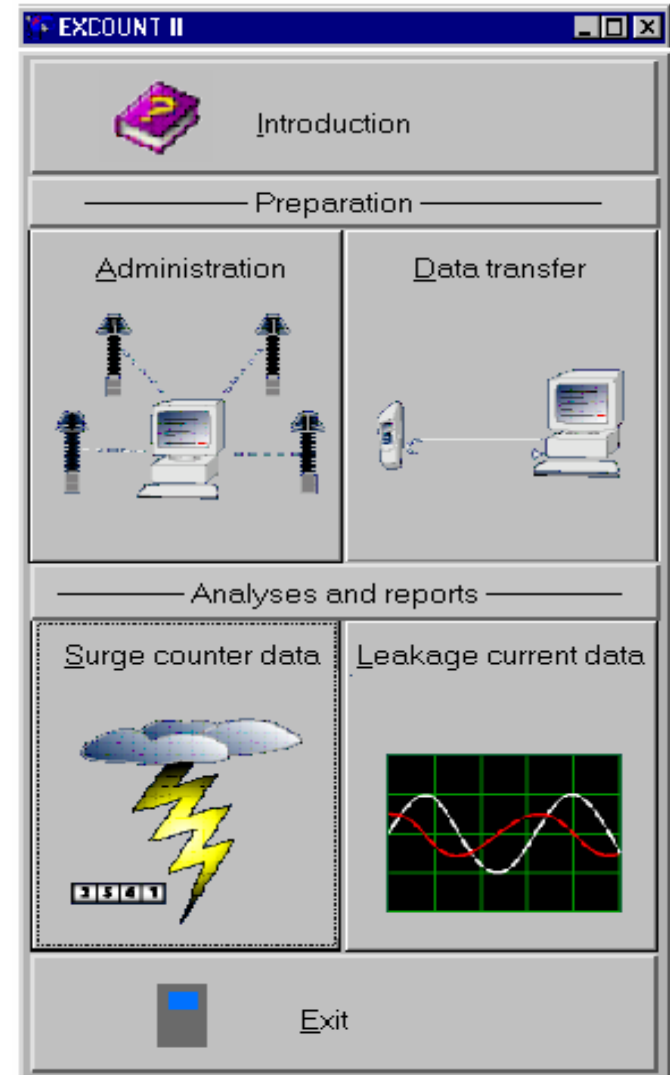 EXCOUNT II
Introduction
Preparation
Administration
Data transfer
Analyses and reports
Surge counter data
Leakage current data
Exit